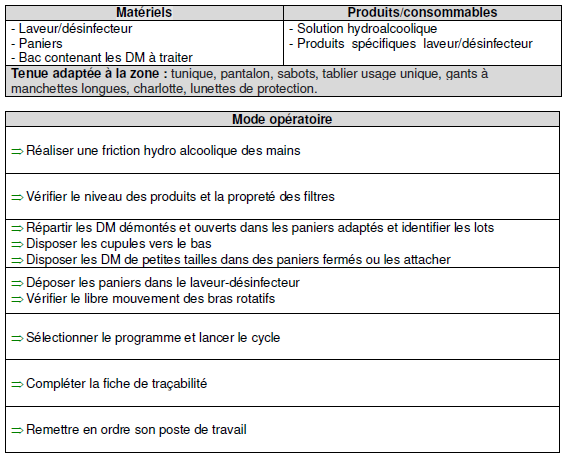 Matériels
Produits/consommables
- Laveur/désinfecteur
- Paniers
- Bac contenant les DM à traiter
- Solution hydroalcoolique
- Produits spécifiques laveur/désinfecteur
Tenue adaptée à la zone : tunique, pantalon, sabots, tablier usage unique, gants à
manchettes longues, charlotte, lunettes de protection.
Mode opératoire
⇒ Réaliser une friction hydro alcoolique des mains
⇒ Vérifier le niveau des produits et la propreté des filtres
⇒ Répartir les DM démontés et ouverts dans les paniers adaptés et identifier les lots
⇒ Disposer les cupules vers le bas
⇒ Disposer les DM de petites tailles dans des paniers fermés ou les attacher
⇒ Déposer les paniers dans le laveur-désinfecteur
⇒ Vérifier le libre mouvement des bras rotatifs
⇒ Sélectionner le programme et lancer le cycle
⇒ Compléter la fiche de traçabilité
⇒ Remettre en ordre son poste de travail